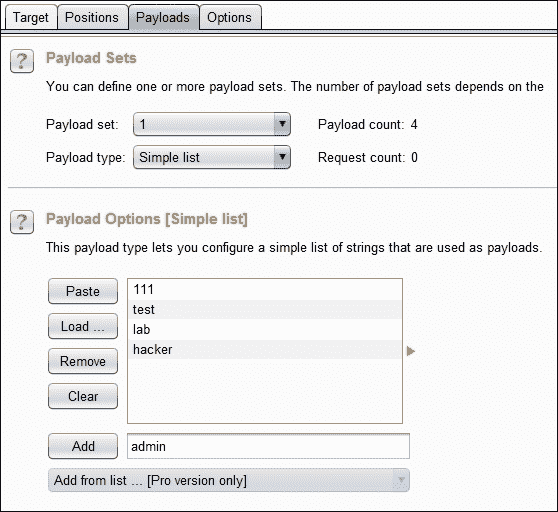 Target Positions Payloads Options
? Payload Sets
You can define one or more payload sets. The number of payload sets depends on the
Payload set: 1 Payload count: 4
Payload type: Simple list Request count: 0
? Payload Options [Simple list]
This payload type lets you configure a simple list of strings that are used as payloads.
Paste 111
test
Load ... lab
Remove hacker
Clear
Add admin
Add from list ... [Pro version only]